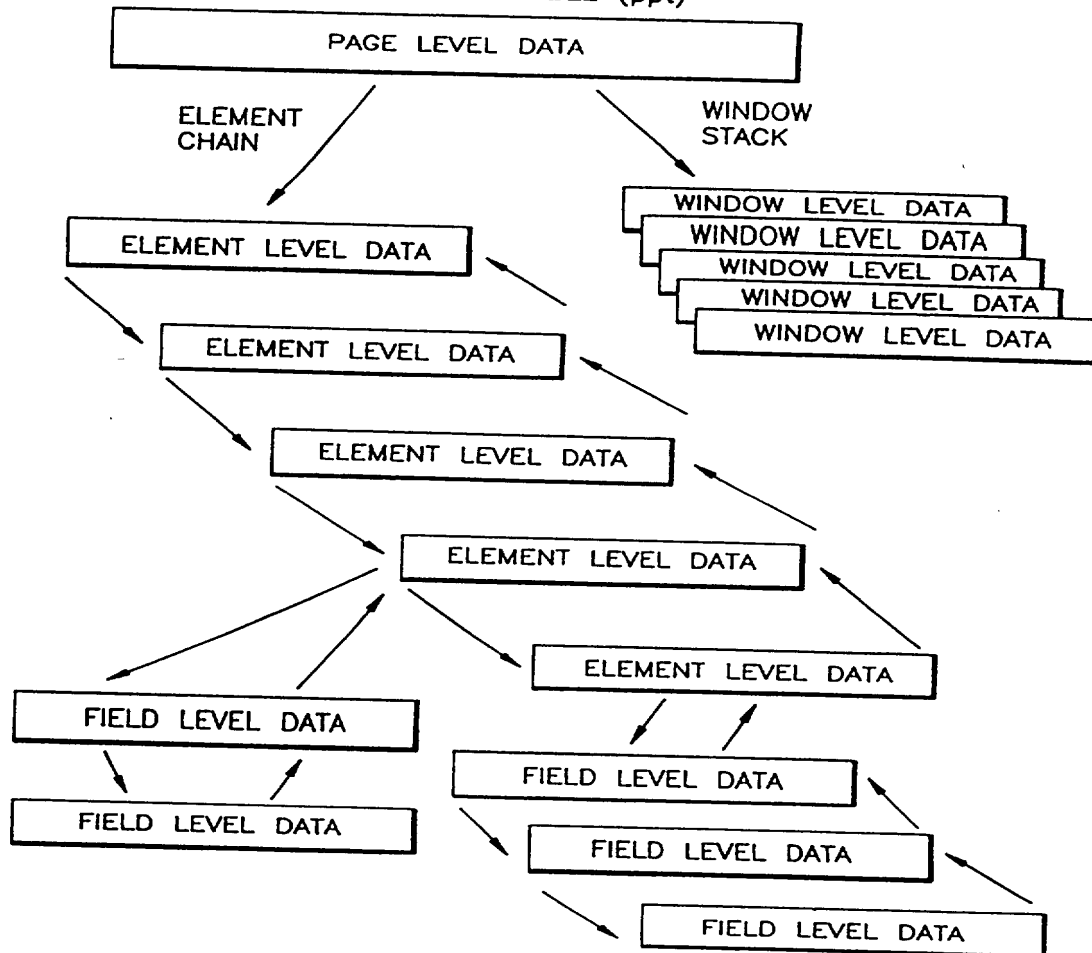 (ppt)
PAGE LEVEL DATA
ELEMENT
CHAIN
WINDOW
STACK
WINDOW LEVEL DATA
WINDOW LEVEL DATA
WINDOW LEVEL DATA
WINDOW LEVEL DATA
WINDOW LEVEL DATA
ELEMENT LEVEL DATA
ELEMENT LEVEL DATA
ELEMENT LEVEL DATA
ELEMENT LEVEL DATA
ELEMENT LEVEL DATA
FIELD LEVEL DATA
FIELD LEVEL DATA
FIELD LEVEL DATA
FIELD LEVEL DATA
FIELD LEVEL DATA